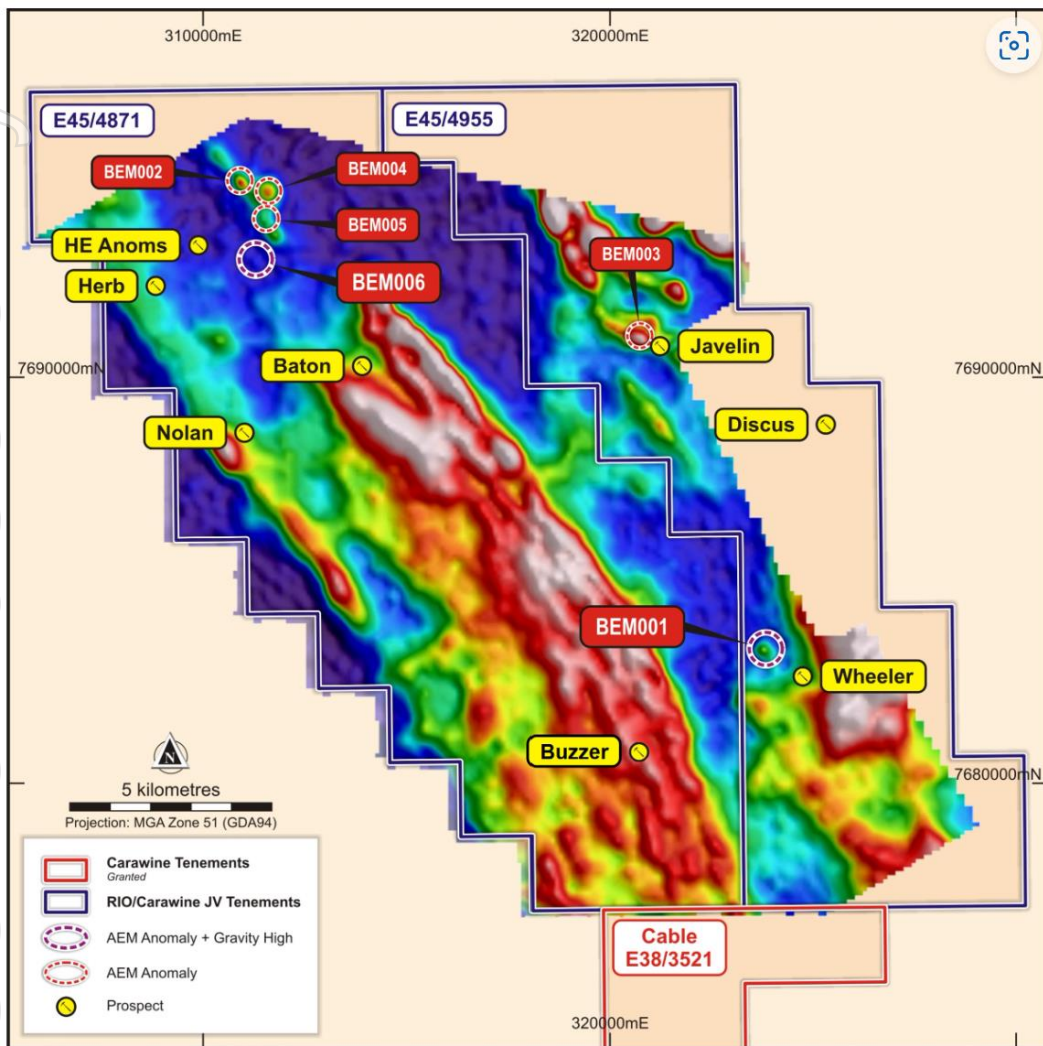 310000mE
320000mE
E45/4871
E45/4955
BEM002
BEM004
BEM005
BEM003
HE Anoms
Herb
BEM006
Javelin
Baton
7690000mN
7690000mN
Nolan
Discus
BEM001
Wheeler
Buzzer
N
5 kilometres
Projection: MGA Zone 51 (GDA94)
7680000mN
Carawine Tenements
Granted
RIO/Carawine JV Tenements
AEM Anomaly + Gravity High
AEM Anomaly
Prospect
Cable
E38/3521
320000mE